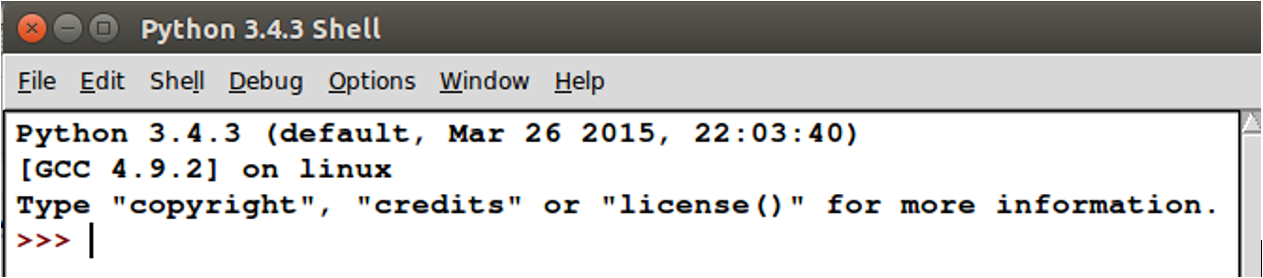 Python 3.4.3 Shell
File Edit Shell Debug Options Window Help
Python 3.4.3 (default, Mar 26 2015, 22:03:40)
[GCC 4.9.2] on linux
Type "copyright", "credits" or "license()" for more information.
>>>